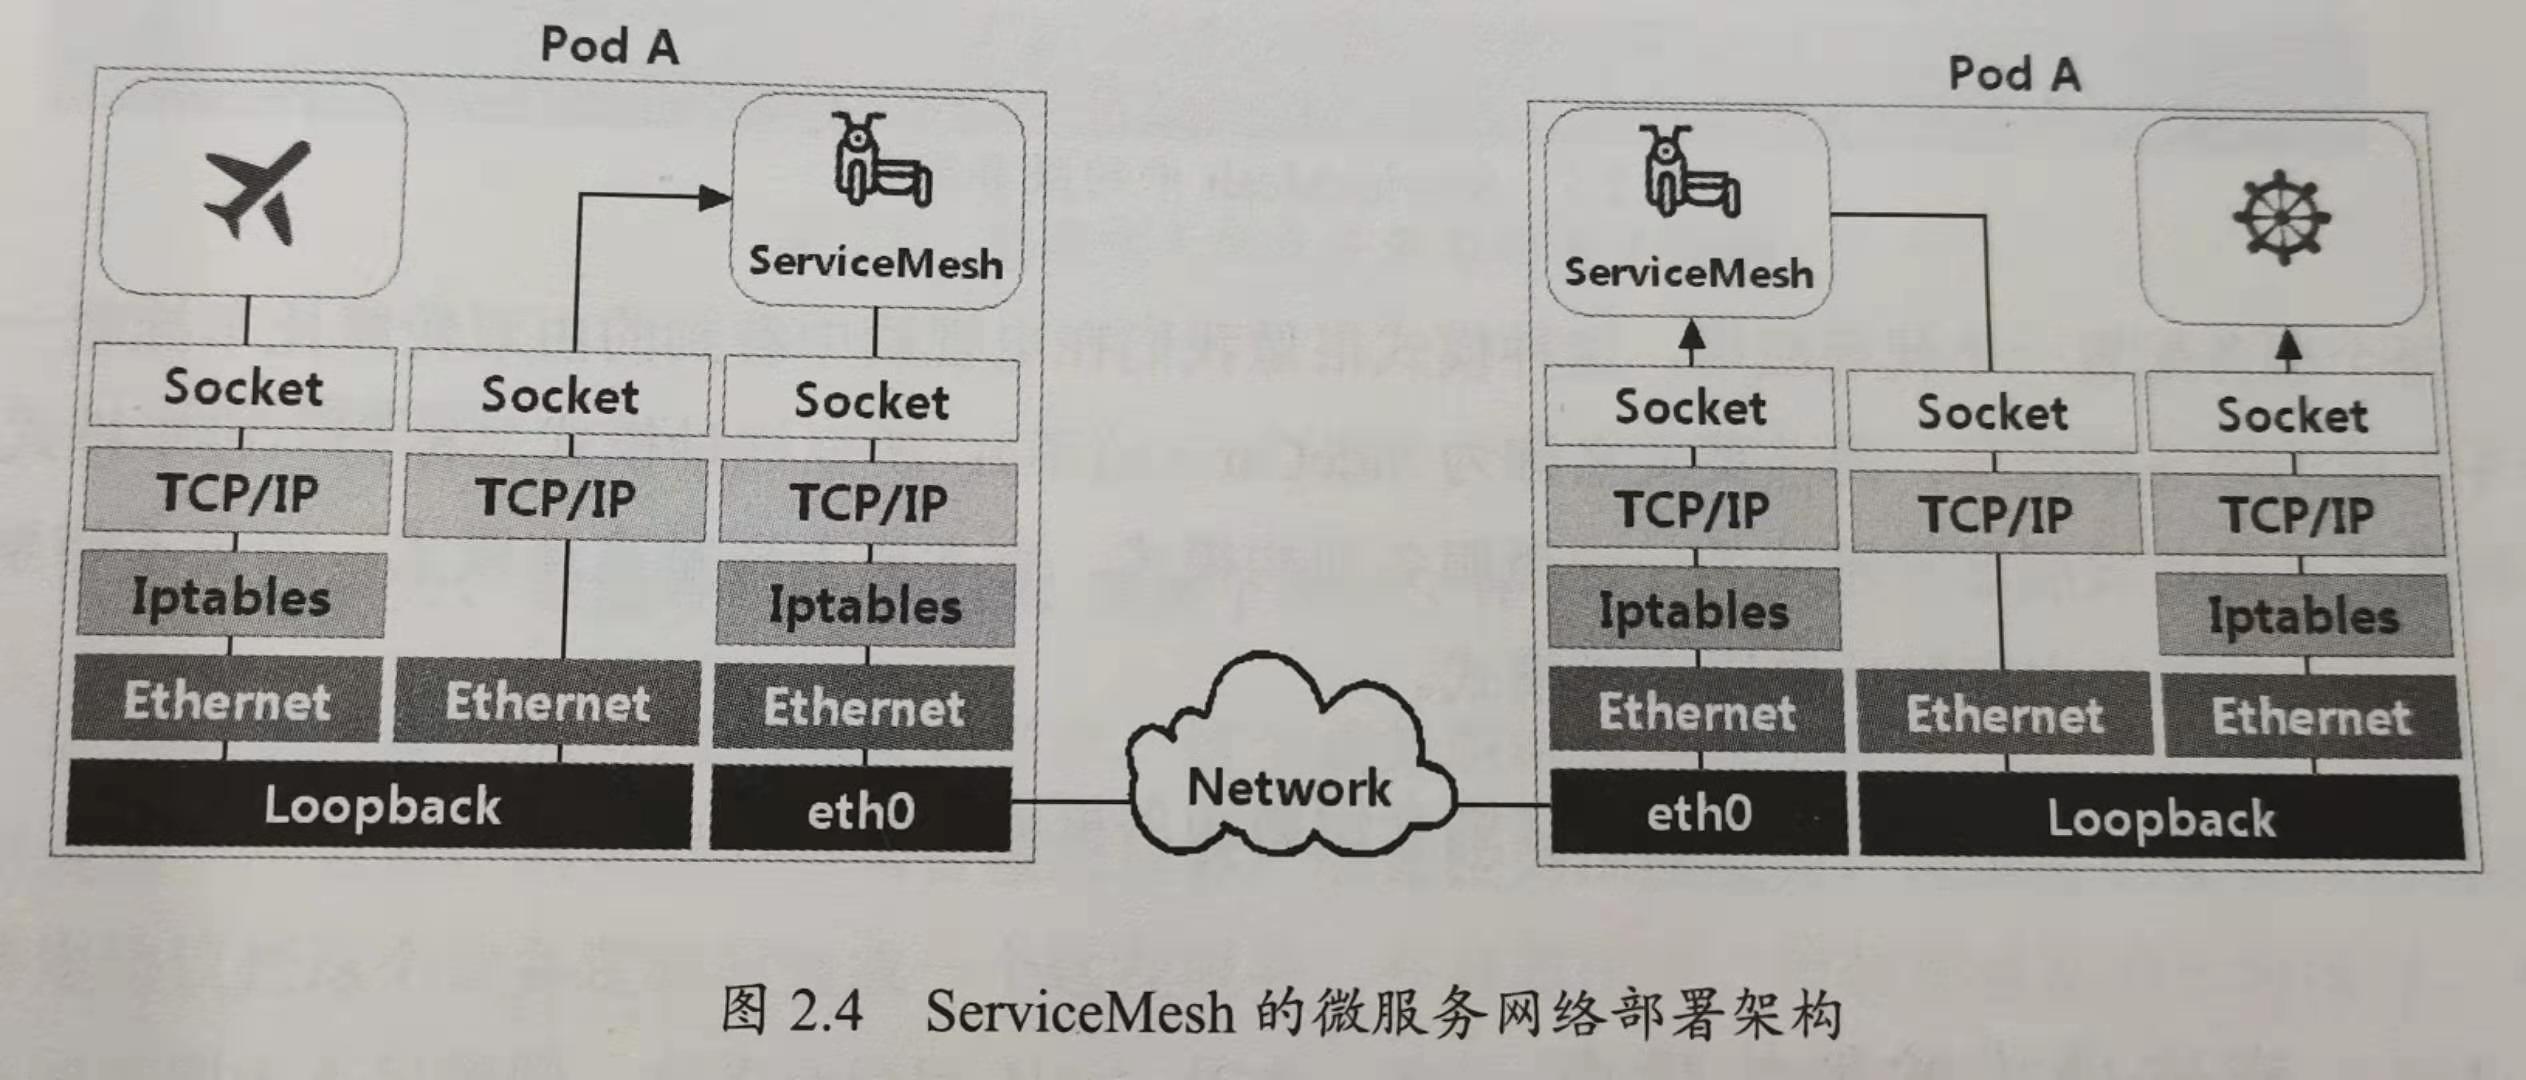 Pod A
Pod A
ServiceMesh
ServiceMesh
Socket Socket Socket
Socket Socket Socket
TCP/IP TCP/IP TCP/IP
TCP/IP TCP/IP TCP/IP
Iptables Iptables
Iptables Iptables
Ethernet Ethernet Ethernet
Ethernet Ethernet Ethernet
Loopback eth0
Network
eth0 Loopback
图 2.4 ServiceMesh 的微服务网络部署架构